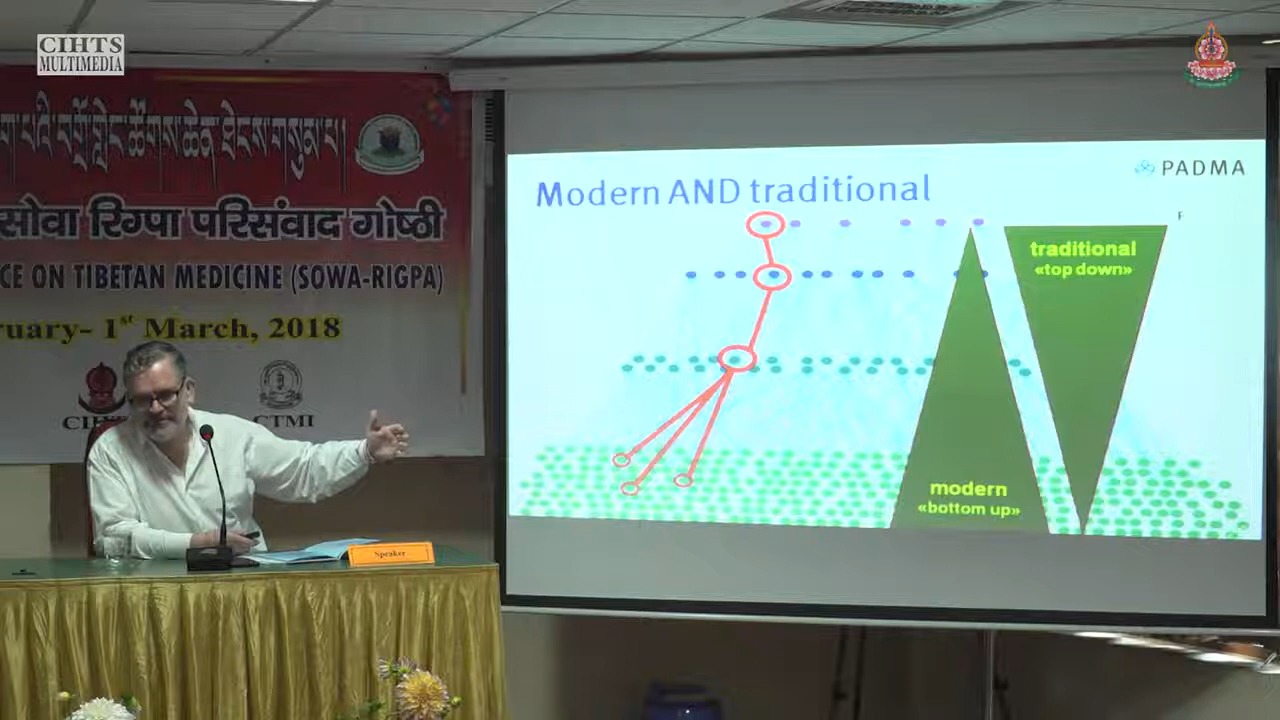 CIHTS
MULTIMEDIA
सोवा रिग्पा परिसंवाद गोष्ठी
CE ON TIBETAN MEDICINE (SOWA-RIGPA)
ruary- 1st March, 2018
CTMI
Speaker
PADMA
Modern AND traditional
traditional
«top down»
modern
«bottom up»